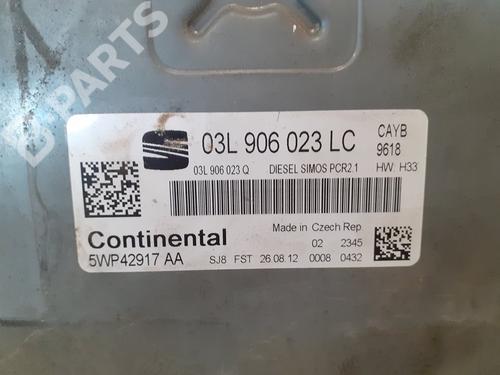 B PARTS
03L 906 023 LC
CAYB
9618
03L 906 023 Q DIESEL SIMOS PCR2.1 HW: H33
Made in Czech Rep.
Continental
02 2345
5WP42917 AA SJ8 FST 26.08.12 0008 0432